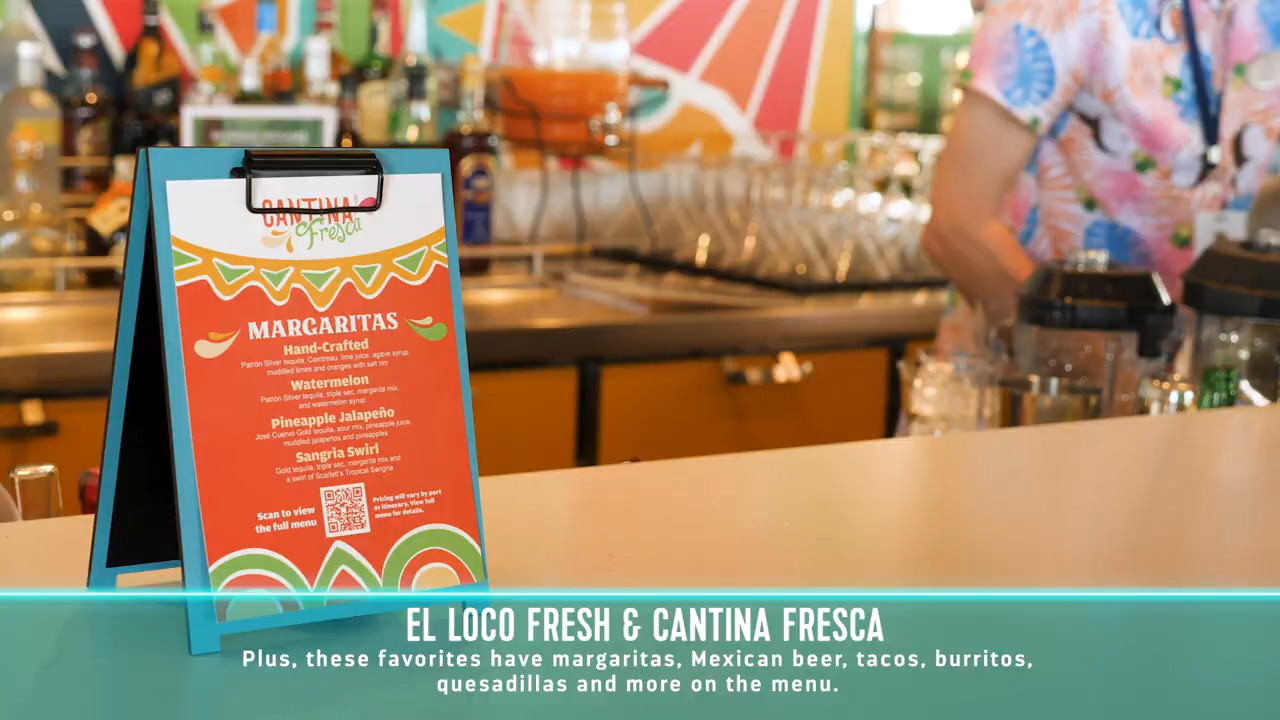 CANTINA
Fresca
MARGARITAS
Hand-Crafted
Patrón Silver tequila, Cointreau, lime juice, agave syrup,
muddled limes and oranges with salt rim
Watermelon
Patrón Silver tequila, triple sec, margarita mix,
and watermelon syrup
Pineapple Jalapeño
José Cuervo Gold tequila, sour mix, pineapple juice,
muddled jalapeños and pineapples
Sangria Swirl
Gold tequila, triple sec, margarita mix and
a swirl of Scarlett's Tropical Sangria
Scan to view
the full menu
Pricing will vary by port
or itinerary. View full
menu for details.
EL LOCO FRESH & CANTINA FRESCA
Plus, these favorites have margaritas, Mexican beer, tacos, burritos,
quesadillas and more on the menu.